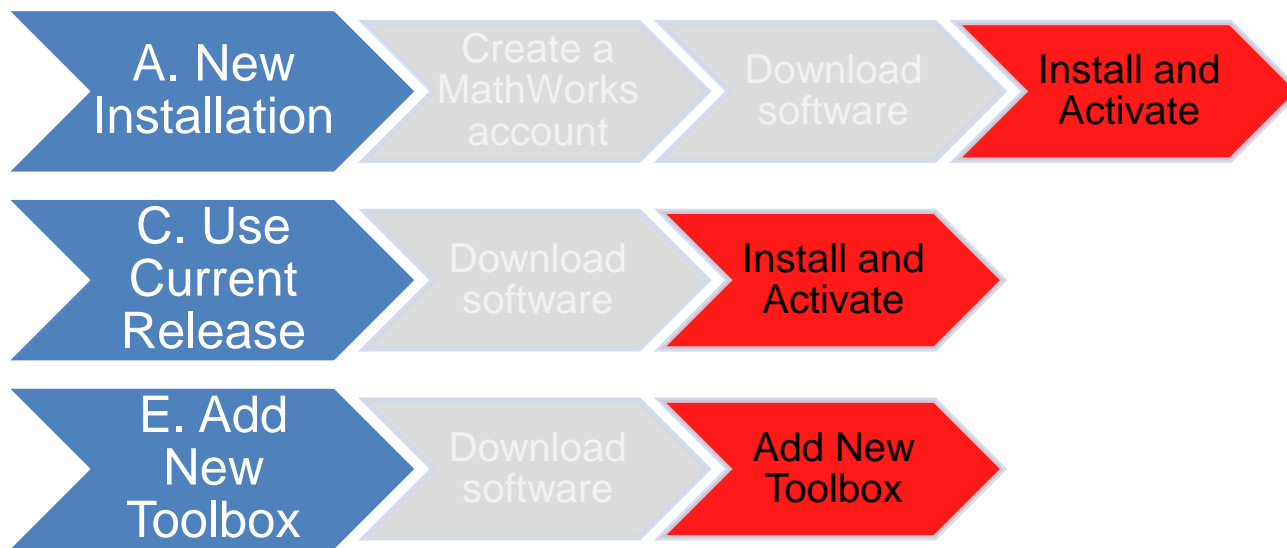 A. New
Installation
Create a
MathWorks
account
Download
software
Install and
Activate
C. Use
Current
Release
Download
software
Install and
Activate
E. Add
New
Toolbox
Download
software
Add New
Toolbox